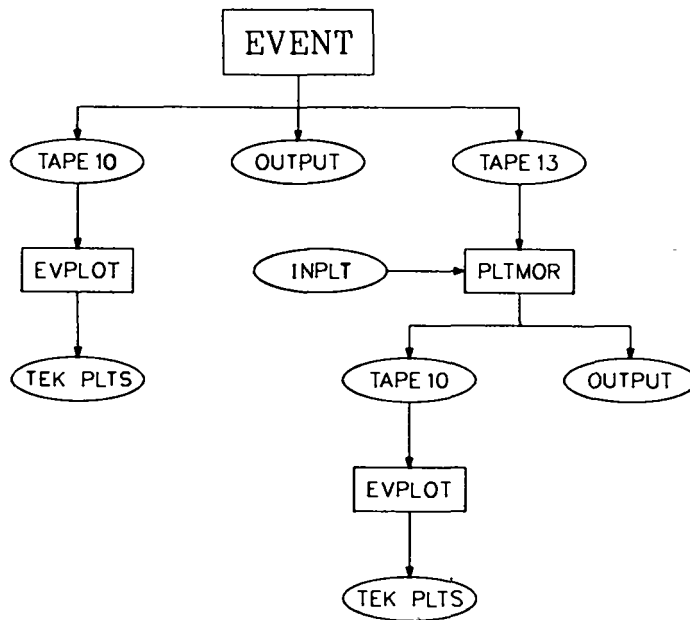 EVENT
TAPE 10
OUTPUT
TAPE 13
EVPLOT
INPLT
PLTMOR
TEK PLTS
TAPE 10
OUTPUT
EVPLOT
TEK PLTS